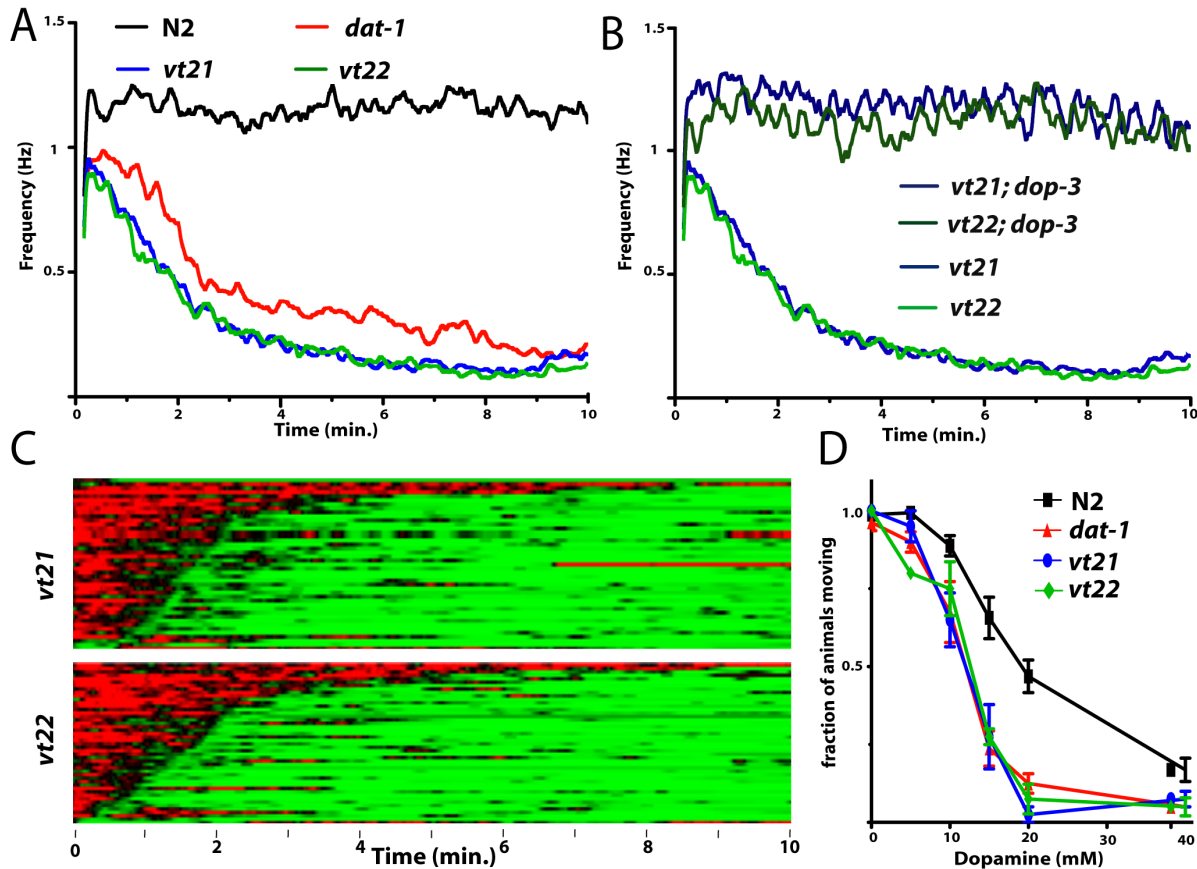 A
N2
dat-1
vt21
vt22
Frequency (Hz)
1.5
1
0.5
0
2
4
6
8
10
Time (min.)
B
Frequency (Hz)
1.5
1
0.5
vt21; dop-3
vt22; dop-3
vt21
vt22
0
2
4
6
8
10
Time (min.)
C
vt21
vt22
0
2
4
6
8
10
Time (min.)
D
N2
dat-1
vt21
vt22
fraction of animals moving
1.0
0.5
0
10
20
30
40
Dopamine (mM)